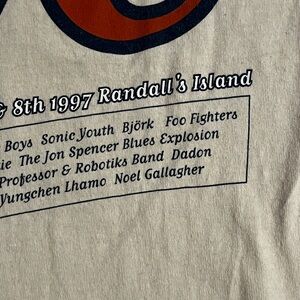 & 8th 1997 Randall's Island
Boys Sonic Youth Björk Foo Fighters
ie The Jon Spencer Blues Explosion
Professor & Robotiks Band Dadon
Yungchen Lhamo Noel Gallagher